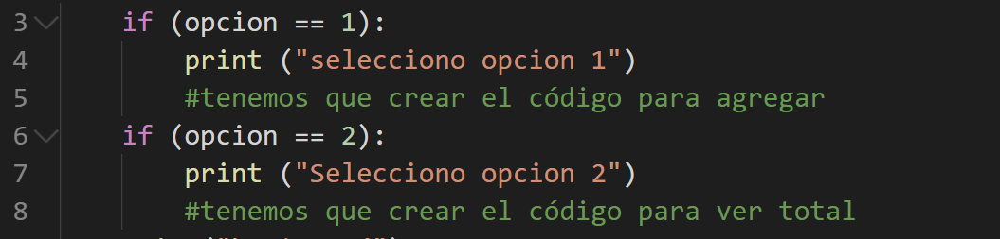 3 if (opcion == 1):
4 print ("selecciono opcion 1")
5 #tenemos que crear el código para agregar
6 if (opcion == 2):
7 print ("Selecciono opcion 2")
8 #tenemos que crear el código para ver total